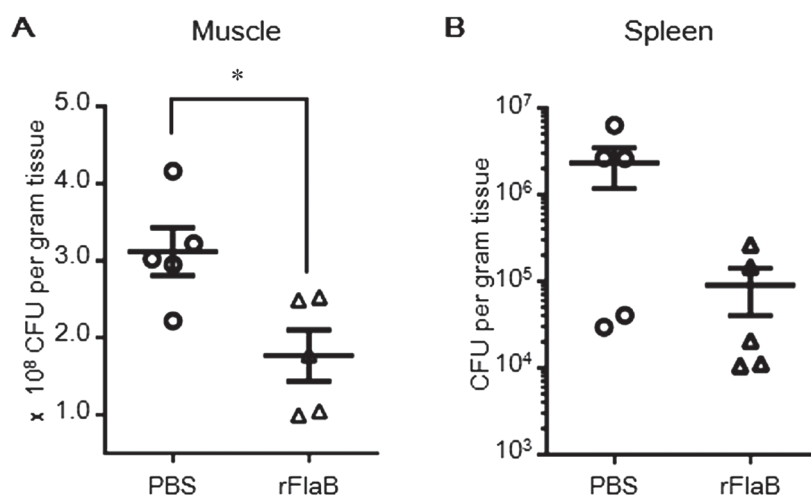 A Muscle
*
5.0
4.0
3.0
2.0
1.0
x 10⁸ CFU per gram tissue
PBS rFlaB
B Spleen
10⁷
10⁶
10⁵
10⁴
10³
CFU per gram tissue
PBS rFlaB